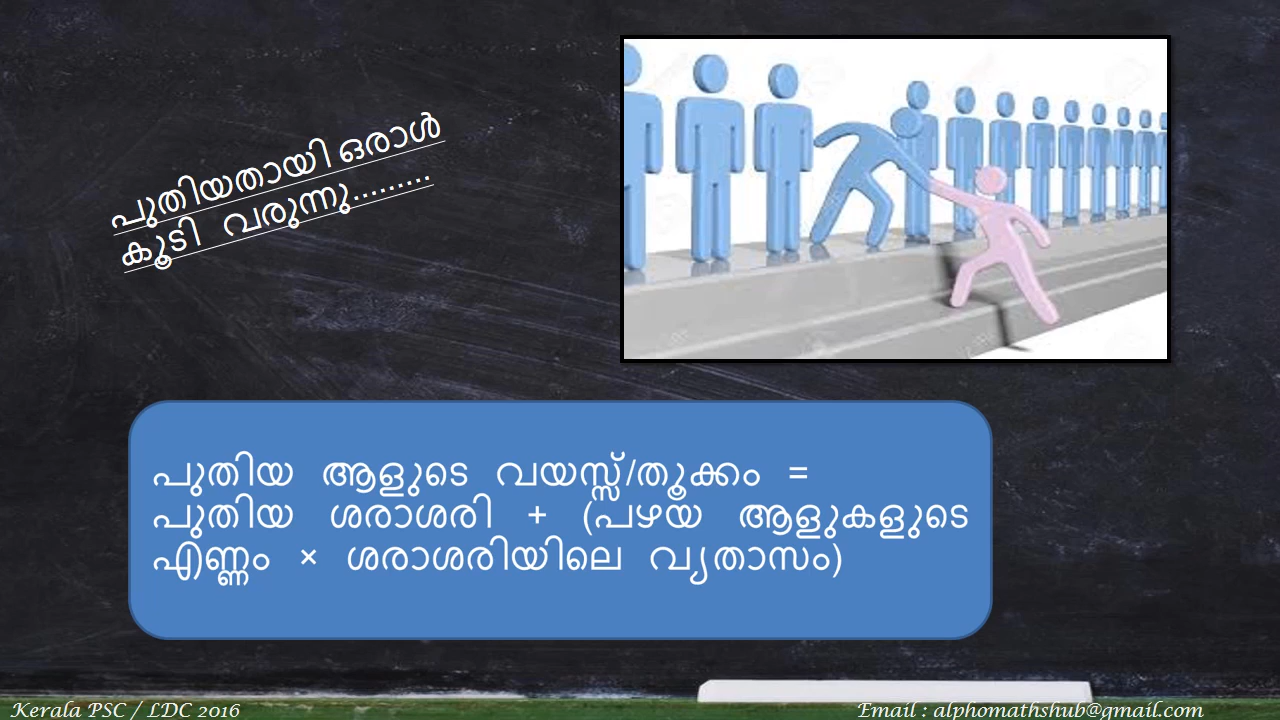 പുതിയതായി ഒരാൾ
കൂടി വരുന്നു.........
പുതിയ ആളുടെ വയസ്സ്/തൂക്കം =
പുതിയ ശരാശരി + (പഴയ ആളുകളുടെ
എണ്ണം × ശരാശരിയിലെ വ്യതാസം)
Kerala PSC / LDC 2016
Email : alphomathshub@gmail.com